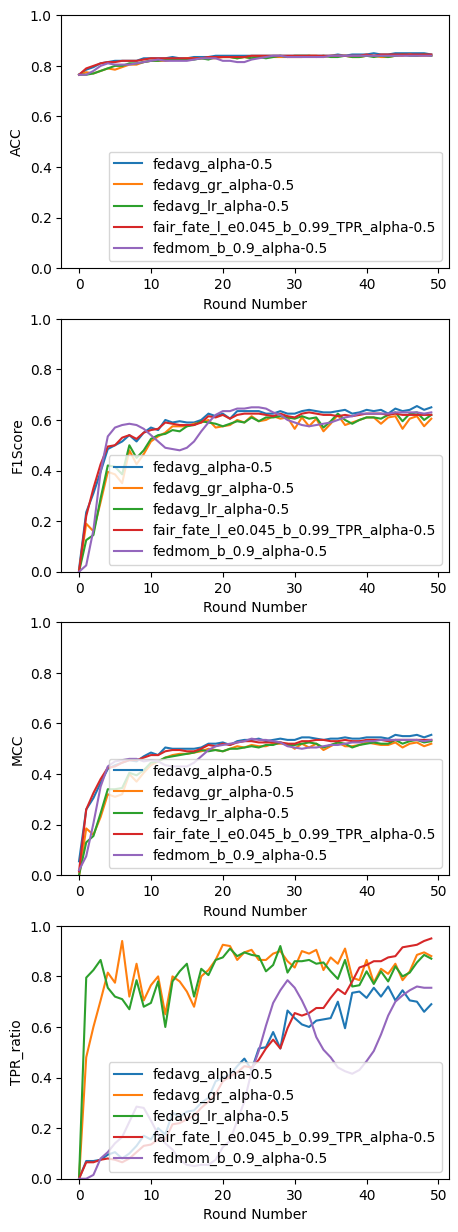 1.0
0.8
0.6
0.4
0.2
0.0
ACC
fedavg_alpha-0.5
fedavg_gr_alpha-0.5
fedavg_lr_alpha-0.5
fair_fate_l_e0.045_b_0.99_TPR_alpha-0.5
fedmom_b_0.9_alpha-0.5
0 10 20 30 40 50
Round Number
1.0
0.8
0.6
0.4
0.2
0.0
F1Score
fedavg_alpha-0.5
fedavg_gr_alpha-0.5
fedavg_lr_alpha-0.5
fair_fate_l_e0.045_b_0.99_TPR_alpha-0.5
fedmom_b_0.9_alpha-0.5
0 10 20 30 40 50
Round Number
1.0
0.8
0.6
0.4
0.2
0.0
MCC
fedavg_alpha-0.5
fedavg_gr_alpha-0.5
fedavg_lr_alpha-0.5
fair_fate_l_e0.045_b_0.99_TPR_alpha-0.5
fedmom_b_0.9_alpha-0.5
0 10 20 30 40 50
Round Number
1.0
0.8
0.6
0.4
0.2
0.0
TPR_ratio
fedavg_alpha-0.5
fedavg_gr_alpha-0.5
fedavg_lr_alpha-0.5
fair_fate_l_e0.045_b_0.99_TPR_alpha-0.5
fedmom_b_0.9_alpha-0.5
0 10 20 30 40 50
Round Number